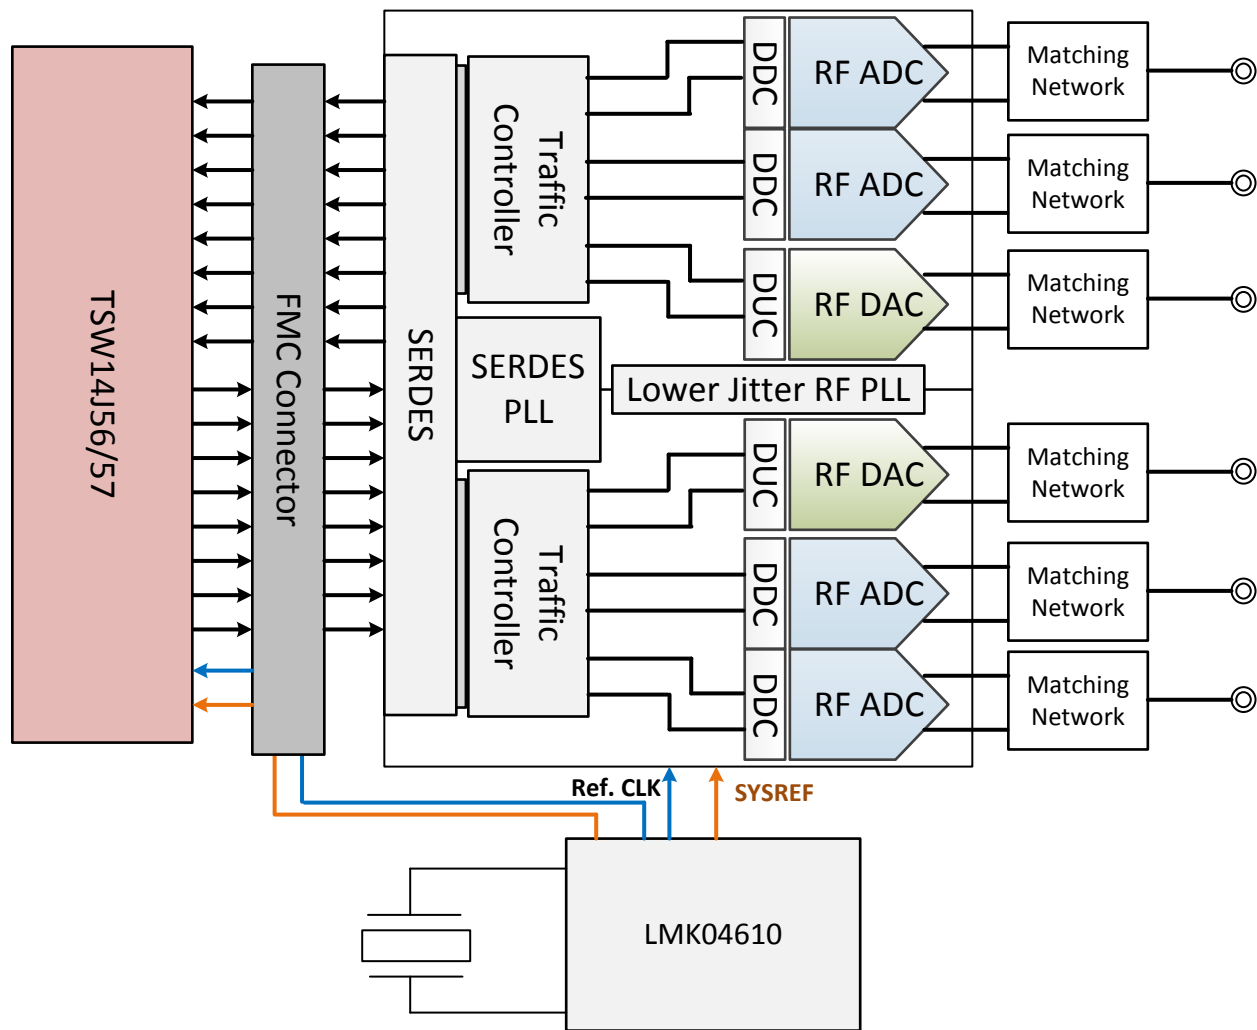 TSW14J56/57
FMC Connector
SERDES
Traffic
Controller
SERDES
PLL
Lower Jitter RF PLL
Traffic
Controller
DDC
RF ADC
Matching
Network
DDC
RF ADC
Matching
Network
DUC
RF DAC
Matching
Network
DUC
RF DAC
Matching
Network
DDC
RF ADC
Matching
Network
DDC
RF ADC
Matching
Network
Ref. CLK
SYSREF
LMK04610